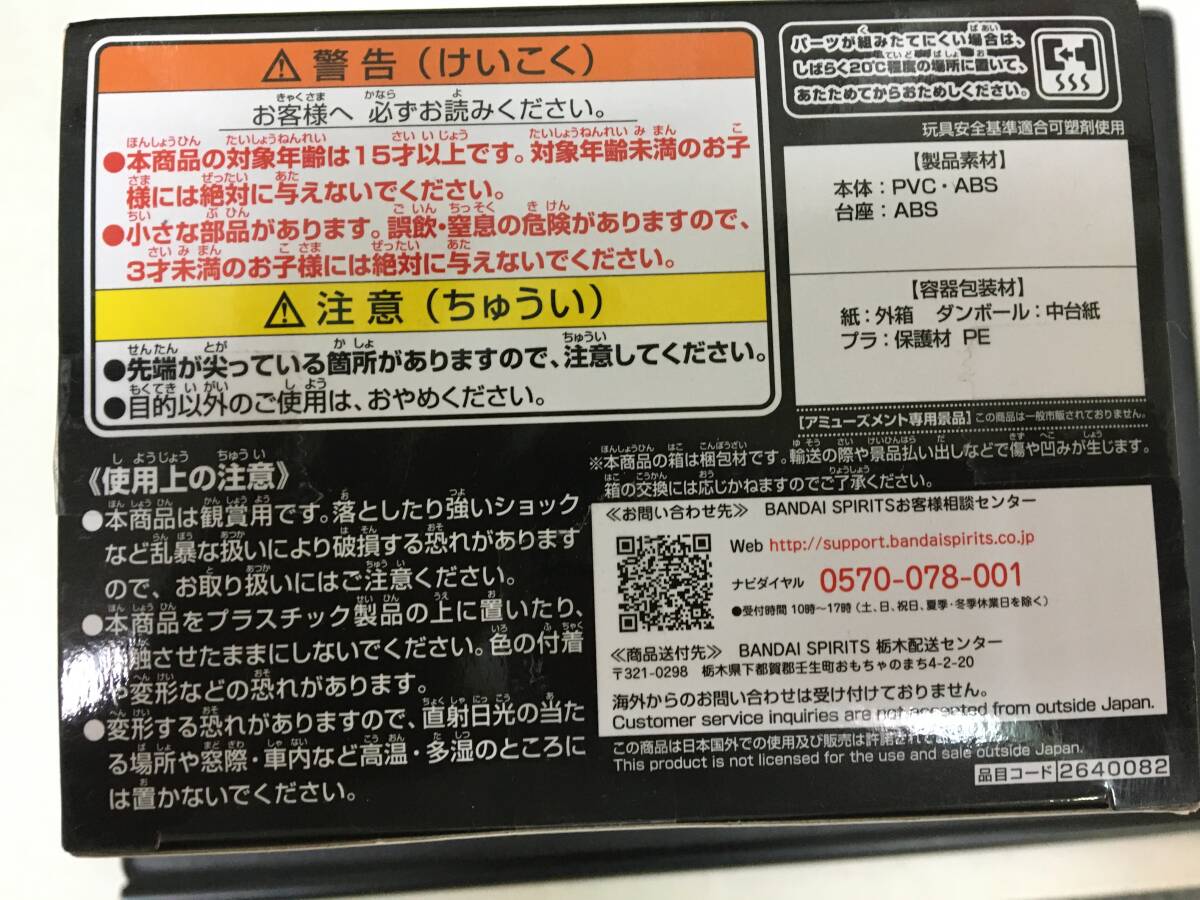 ⚠警告（けいこく）
お客様へ 必ずお読みください。
●本商品の対象年齢は15才以上です。対象年齢未満のお子
様には絶対に与えないでください。
●小さな部品があります。誤飲・窒息の危険がありますので、
3才未満のお子様には絶対に与えないでください。
⚠注意（ちゅうい）
●先端が尖っている箇所がありますので、注意してください。
●目的以外のご使用は、おやめください。
パーツが組みたてにくい場合は、
しばらく20℃程度の場所に置いて、
あたためてからおためしください。
玩具安全基準適合可塑剤使用
【製品素材】
本体：PVC・ABS
台座：ABS
【容器包装材】
紙：外箱 ダンボール：中台紙
プラ：保護材 PE
【アミューズメント専用景品】この商品は一般市販されておりません。
※本商品の箱は梱包材です。輸送の際や景品払い出しなどで傷や凹みが生じます。
箱の交換には応じかねますのでご了承ください。
《使用上の注意》
●本商品は観賞用です。落としたり強いショック
など乱暴な扱いにより破損する恐れがあります
ので、お取り扱いにはご注意ください。
●本商品をプラスチック製品の上に置いたり、
触させたままにしないでください。色の付着
や変形などの恐れがあります。
●変形する恐れがありますので、直射日光の当た
る場所や窓際・車内など高温・多湿のところに
は置かないでください。
≪お問い合わせ先≫ BANDAI SPIRITSお客様相談センター
Web http://support.bandaispirits.co.jp
ナビダイヤル 0570-078-001
●受付時間 10時～17時（土、日、祝日、夏季・冬季休業日を除く）
≪商品送付先≫ BANDAI SPIRITS 栃木配送センター
〒321-0298 栃木県下都賀郡壬生町おもちゃのまち4-2-20
海外からのお問い合わせは受け付けておりません。
Customer service inquiries are not accepted from outside Japan.
この商品は日本国外での使用及び販売は許諾されて
This product is not licensed for the use and sale outside Japan.
品目コード 2640082